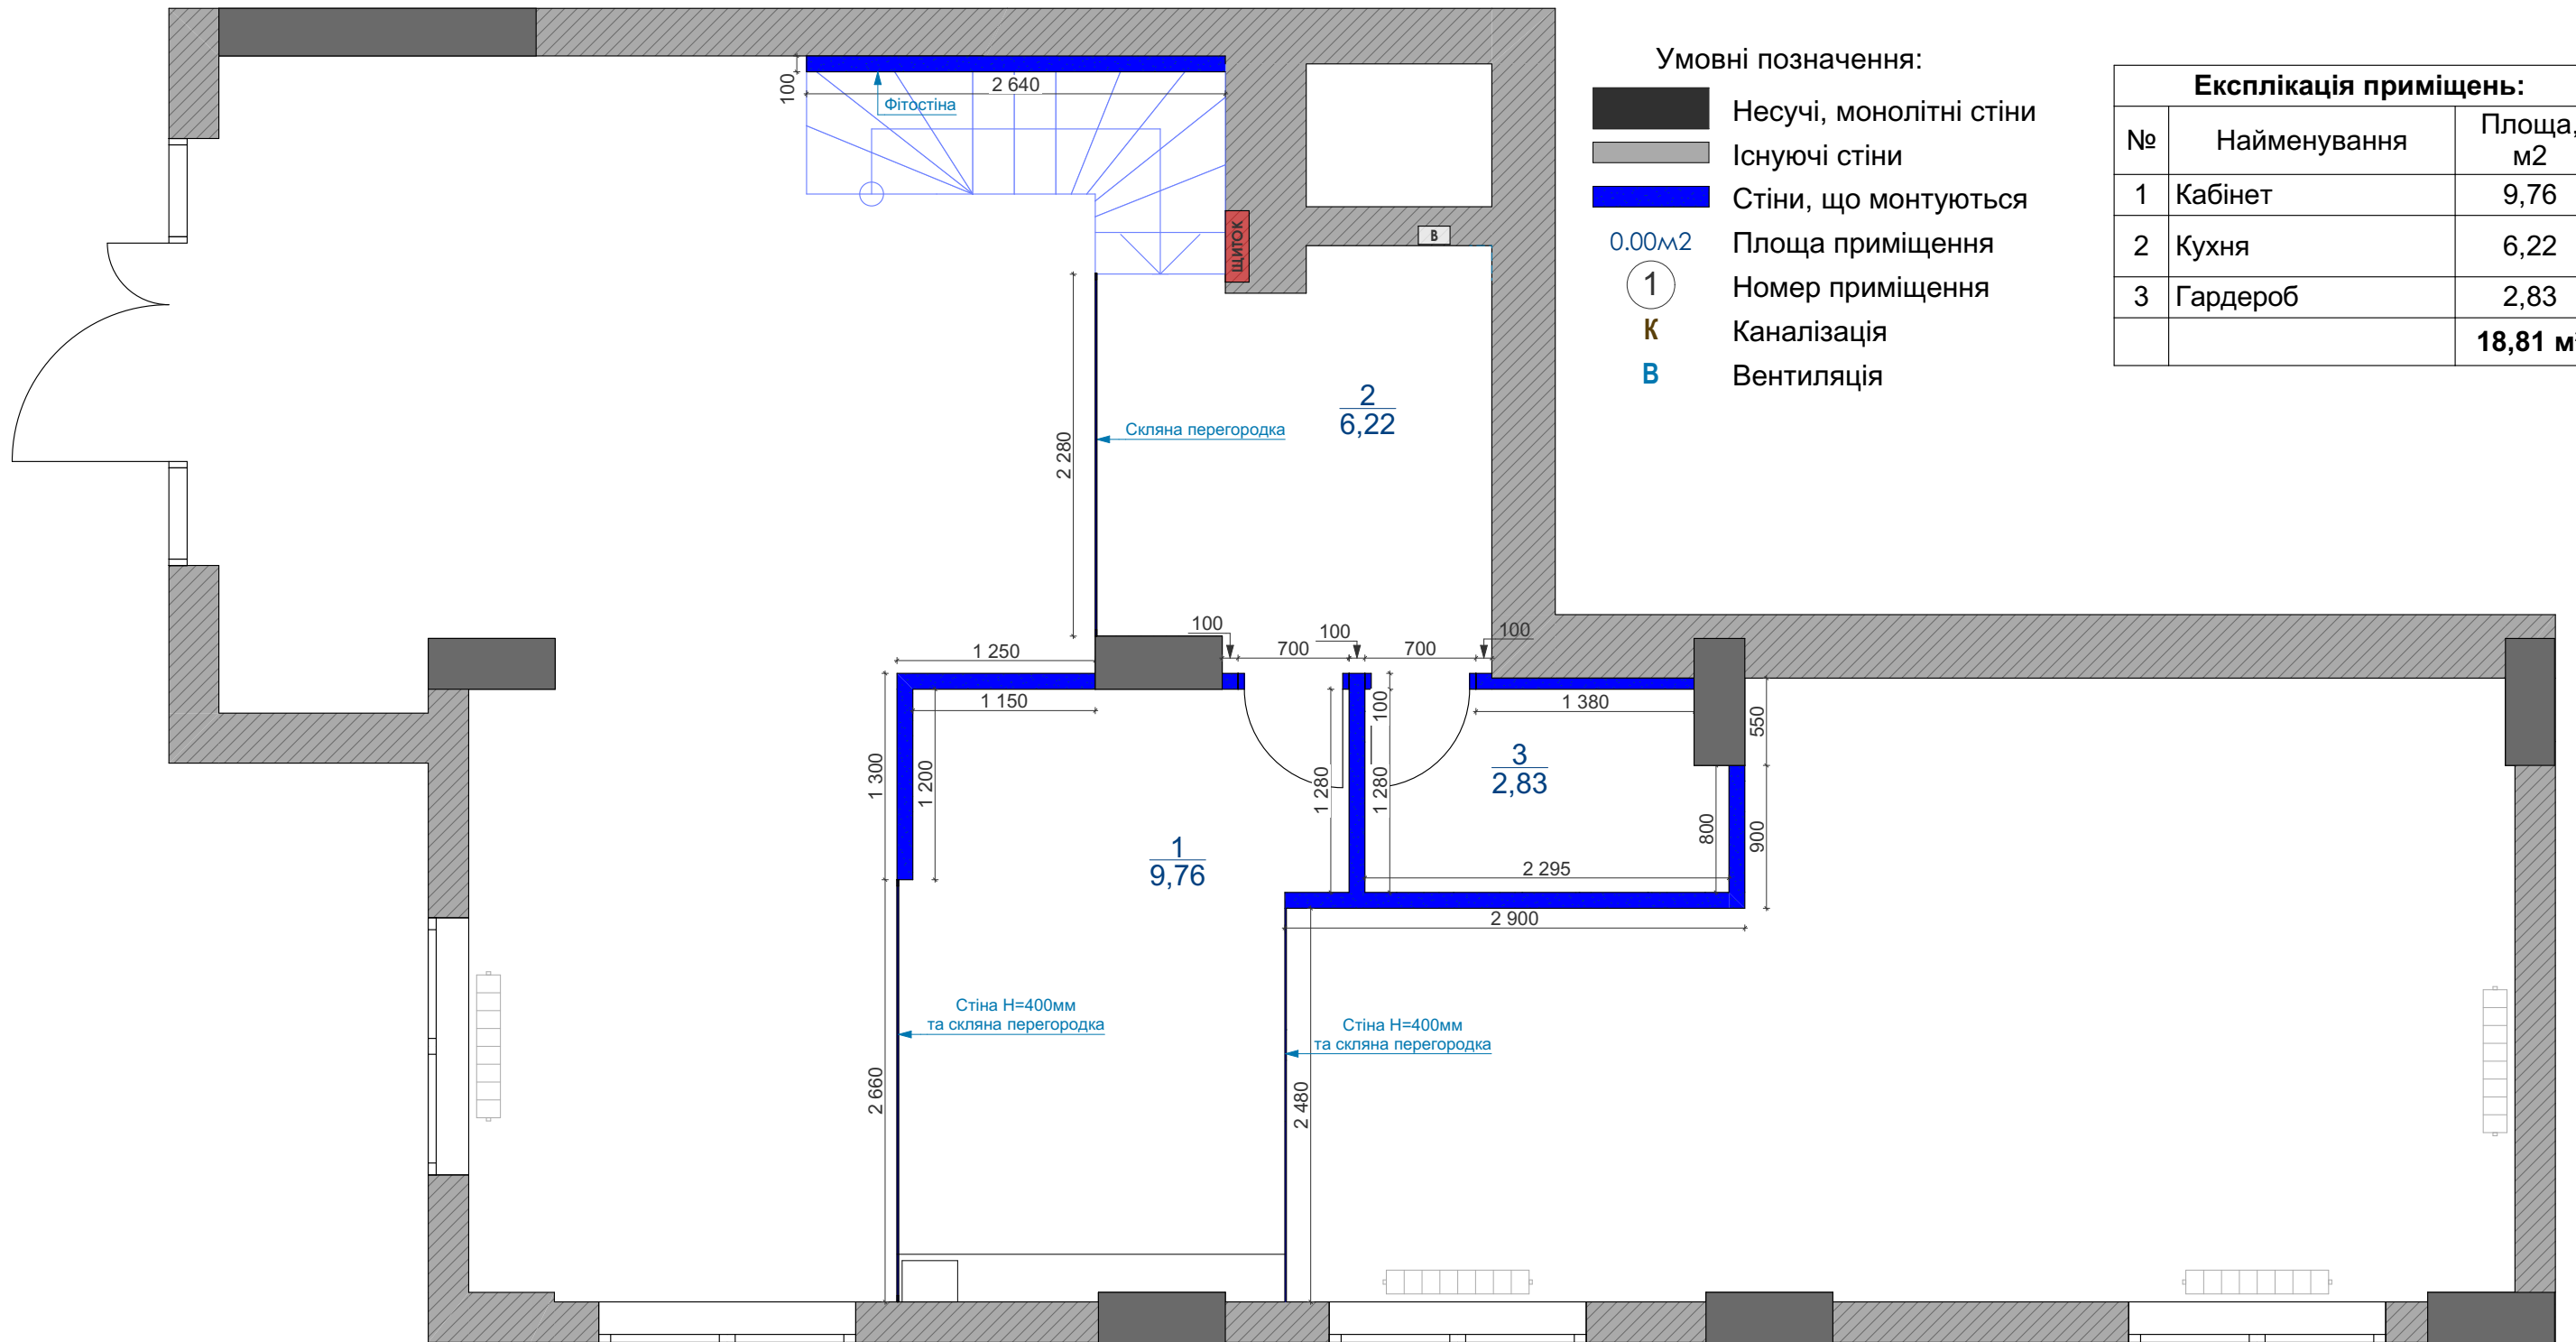 Умовні позначення:
Несучі, монолітні стіни
Існуючі стіни
Стіни, що монтуються
0.00м2 Площа приміщення
1 Номер приміщення
К Каналізація
В Вентиляція
Експлікація приміщень:
№ Найменування Площа,
м2
1 Кабінет 9,76
2 Кухня 6,22
3 Гардероб 2,83
18,81
100
2 640
Фітостіна
ЩИТОК
В
2
6,22
Скляна перегородка
2 280
100
700
100
700
100
1 250
1 150
1 300
1 200
1 280
100
1 280
1 380
550
3
2,83
800
900
2 295
2 900
1
9,76
Стіна Н=400мм
та скляна перегородка
Стіна Н=400мм
та скляна перегородка
2 660
2 480